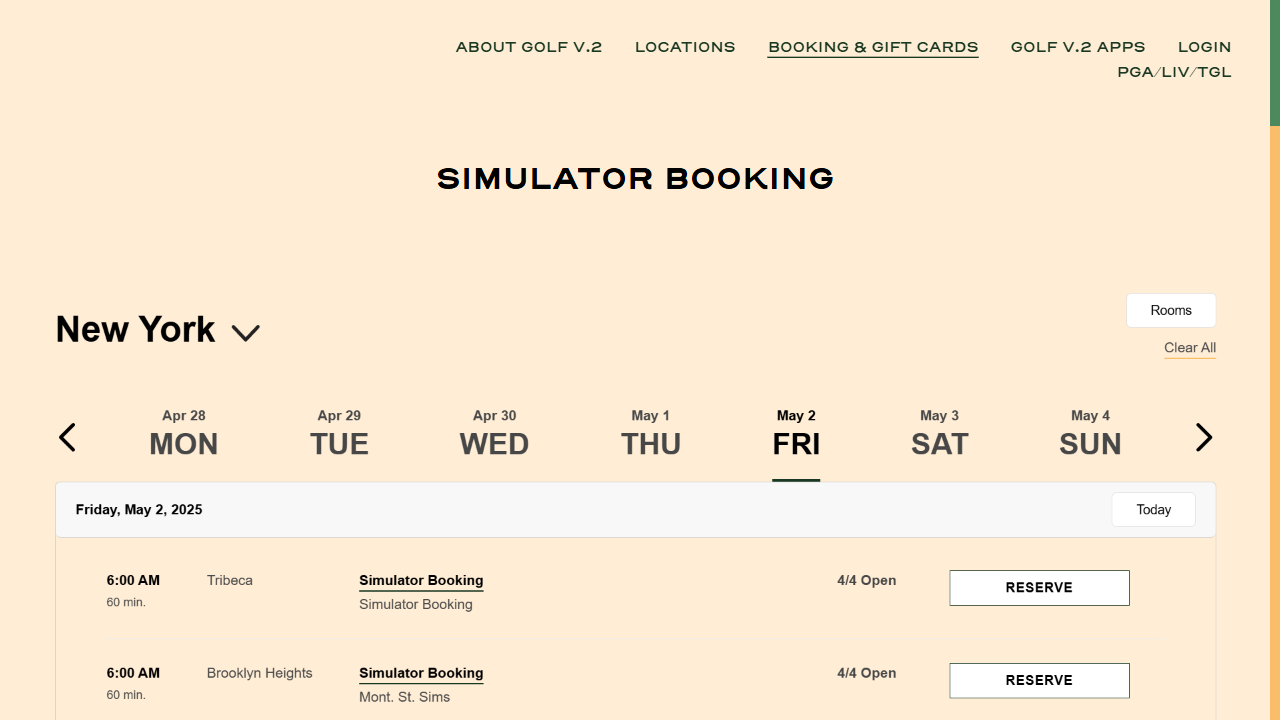 ABOUT GOLF V.2 LOCATIONS BOOKING & GIFT CARDS GOLF V.2 APPS LOGIN
PGA/LIV/TGL
SIMULATOR BOOKING
New York
Rooms
Clear All
Apr 28 Apr 29 Apr 30 May 1 May 2 May 3 May 4
MON TUE WED THU FRI SAT SUN
Friday, May 2, 2025 Today
6:00 AM Tribeca Simulator Booking 4/4 Open RESERVE
60 min. Simulator Booking
6:00 AM Brooklyn Heights Simulator Booking 4/4 Open RESERVE
60 min. Mont. St. Sims